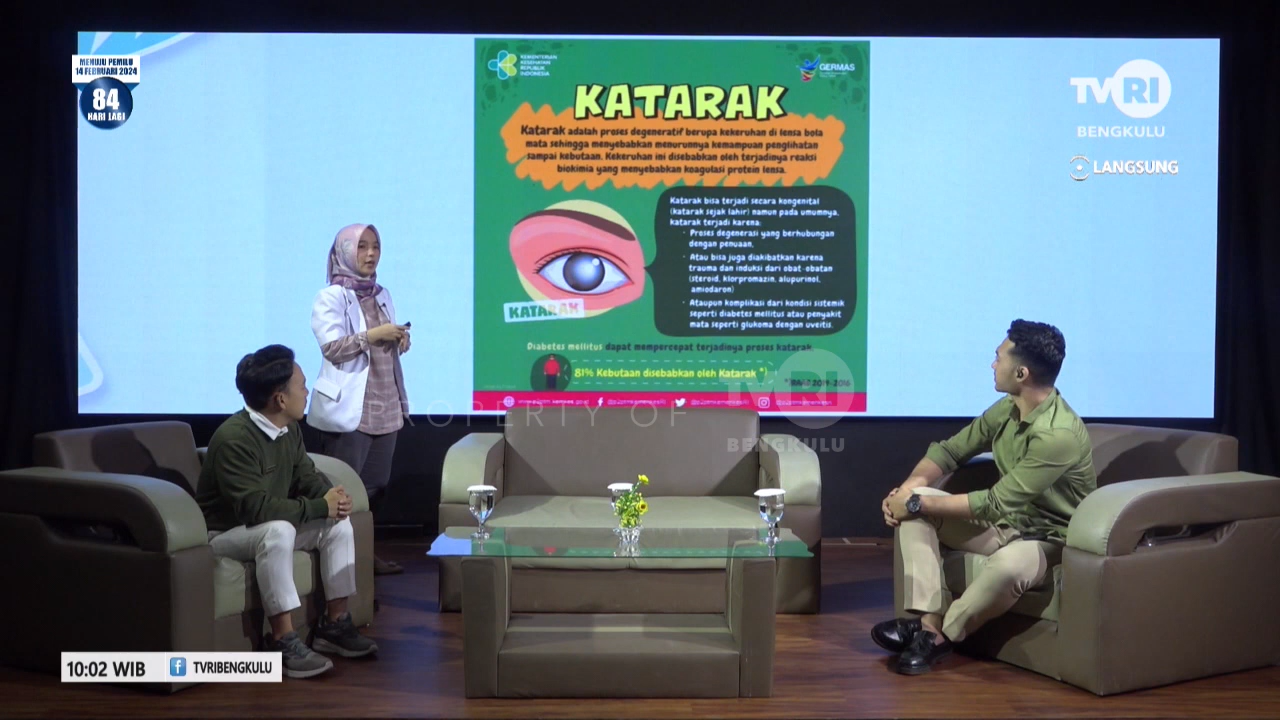 MENUJU PEMILU
14 FEBRUARI 2024
84
HARI LAGI
KEMENTERIAN
KESEHATAN
REPUBLIK
INDONESIA
GERMAS
TVRI
BENGKULU
LANGSUNG
KATARAK
Katarak adalah proses degeneratif berupa kekeruhan di lensa bola
mata sehingga menyebabkan menurunnya kemampuan penglihatan
sampai kebutaan. Kekeruhan ini disebabkan oleh terjadinya reaksi
biokimia yang menyebabkan koagulasi protein lensa.
Katarak bisa terjadi secara kongenital
(katarak sejak lahir) namun pada umumnya,
katarak terjadi karena:
· Proses degenerasi yang berhubungan
dengan penuaan,
· Atau bisa juga diakibatkan karena
trauma dan induksi dari obat-obatan
(steroid, klorpromazin, alupurinol,
amiodaron)
· Ataupun komplikasi dari kondisi sistemik
seperti diabetes mellitus atau penyakit
mata seperti glukoma dengan uveitis.
KATARAK
Diabetes mellitus dapat mempercepat terjadinya proses katarak.
81% Kebutaan disebabkan oleh Katarak *)
TVRI
PROPERTY OF
BENGKULU
10:02 WIB
TVRIBENGKULU